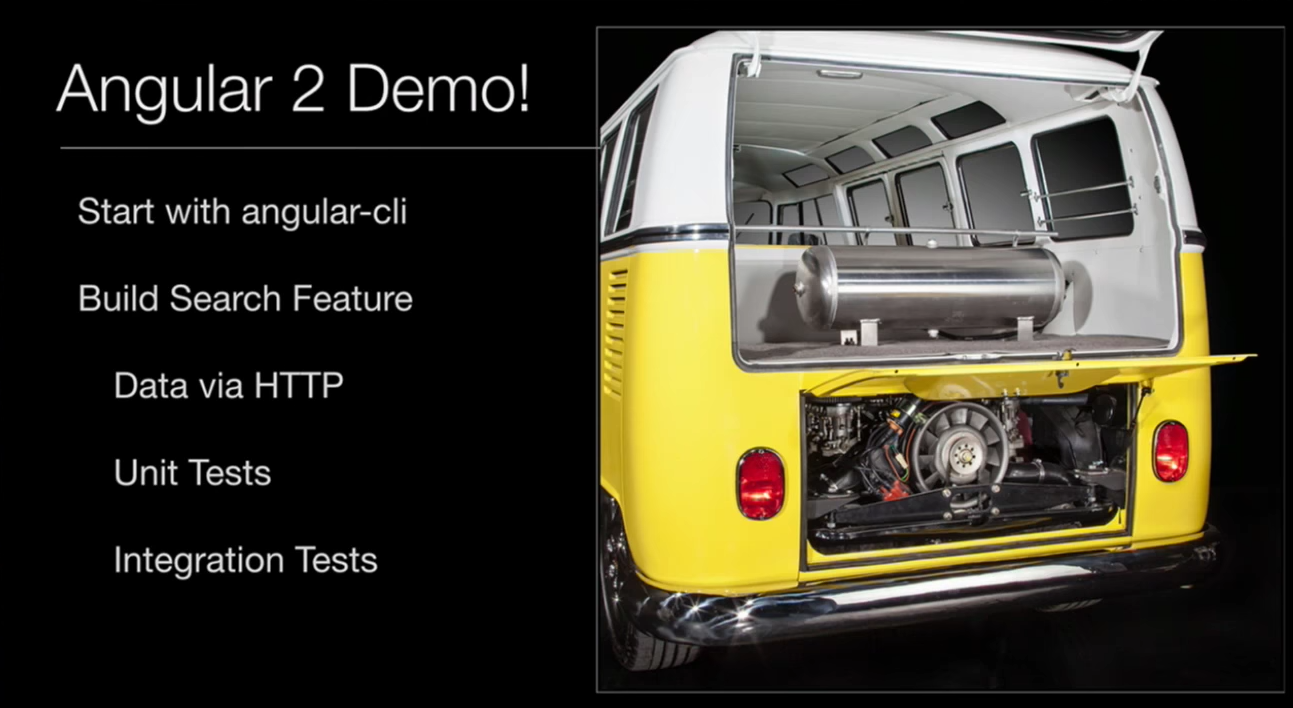 Angular 2 Demo!
Start with angular-cli
Build Search Feature
Data via HTTP
Unit Tests
Integration Tests